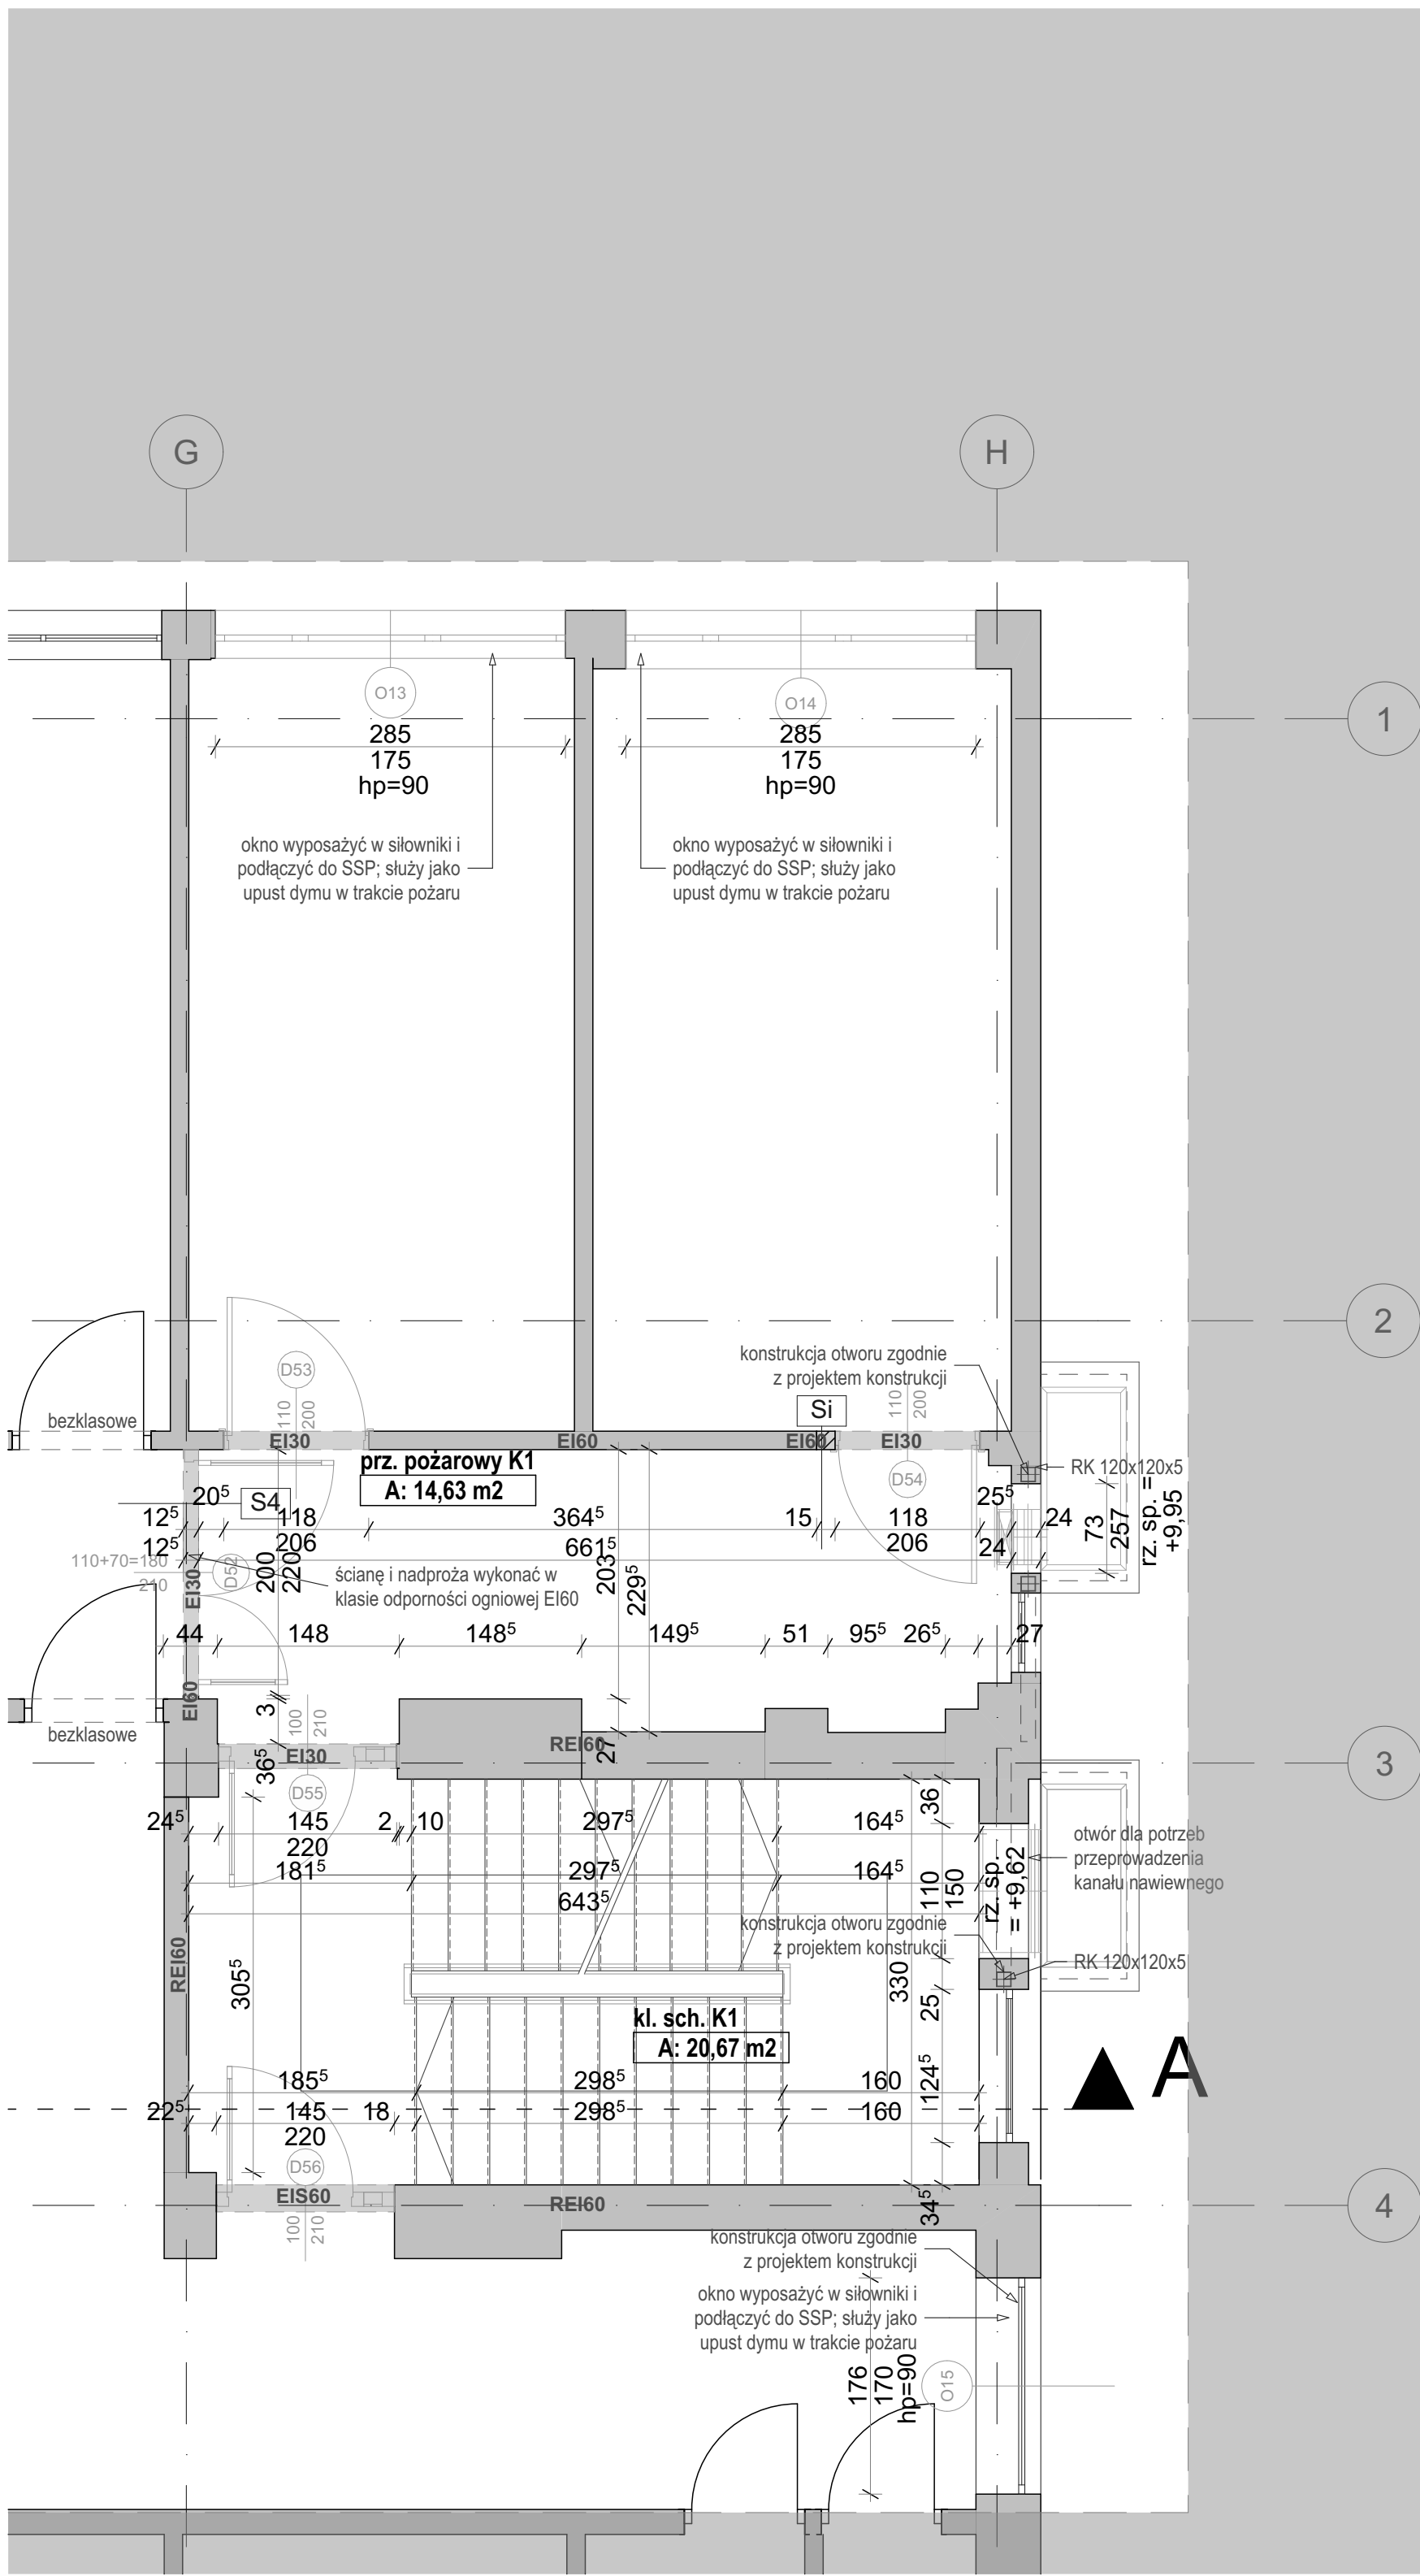 G
H
O13
O14
1
285
175
hp=90
285
175
hp=90
okno wyposażyć w siłowniki i
podłączyć do SSP; służy jako
upust dymu w trakcie pożaru
okno wyposażyć w siłowniki i
podłączyć do SSP; służy jako
upust dymu w trakcie pożaru
2
konstrukcja otworu zgodnie
z projektem konstrukcji
D53
110
200
Si
110
200
bezklasowe
EI30
EI60
EI60
EI30
prz. pożarowy K1
A: 14,63 m2
RK 120x120x5
D54
S4
20⁵
12⁵
118
206
364⁵
15
118
206
25⁵
24
24
73
257
rz. sp. =
+9,95
12⁵
661⁵
110+70=180
210
D52
EI30
200
220
ścianę i nadproża wykonać w
klasie odporności ogniowej EI60
203⁵
229⁵
44
148
148⁵
149⁵
51
95⁵
26⁵
27
EI60
3
100
210
bezklasowe
EI30
REI60
27
3
36⁵
D55
24⁵
145
220
2
10
297⁵
164⁵
36
181⁵
297⁵
164⁵
643⁵
110
150
rz. sp.
= +9,62
otwór dla potrzeb
przeprowadzenia
kanału nawiewnego
konstrukcja otworu zgodnie
z projektem konstrukcji
RK 120x120x5
REI60
305⁵
330
25
kl. sch. K1
A: 20,67 m2
A
185⁵
298⁵
160
124⁵
22⁵
145
220
18
298⁵
160
D56
EIS60
REI60
34⁵
4
100
210
konstrukcja otworu zgodnie
z projektem konstrukcji
okno wyposażyć w siłowniki i
podłączyć do SSP; służy jako
upust dymu w trakcie pożaru
176
170
hp=90
O15